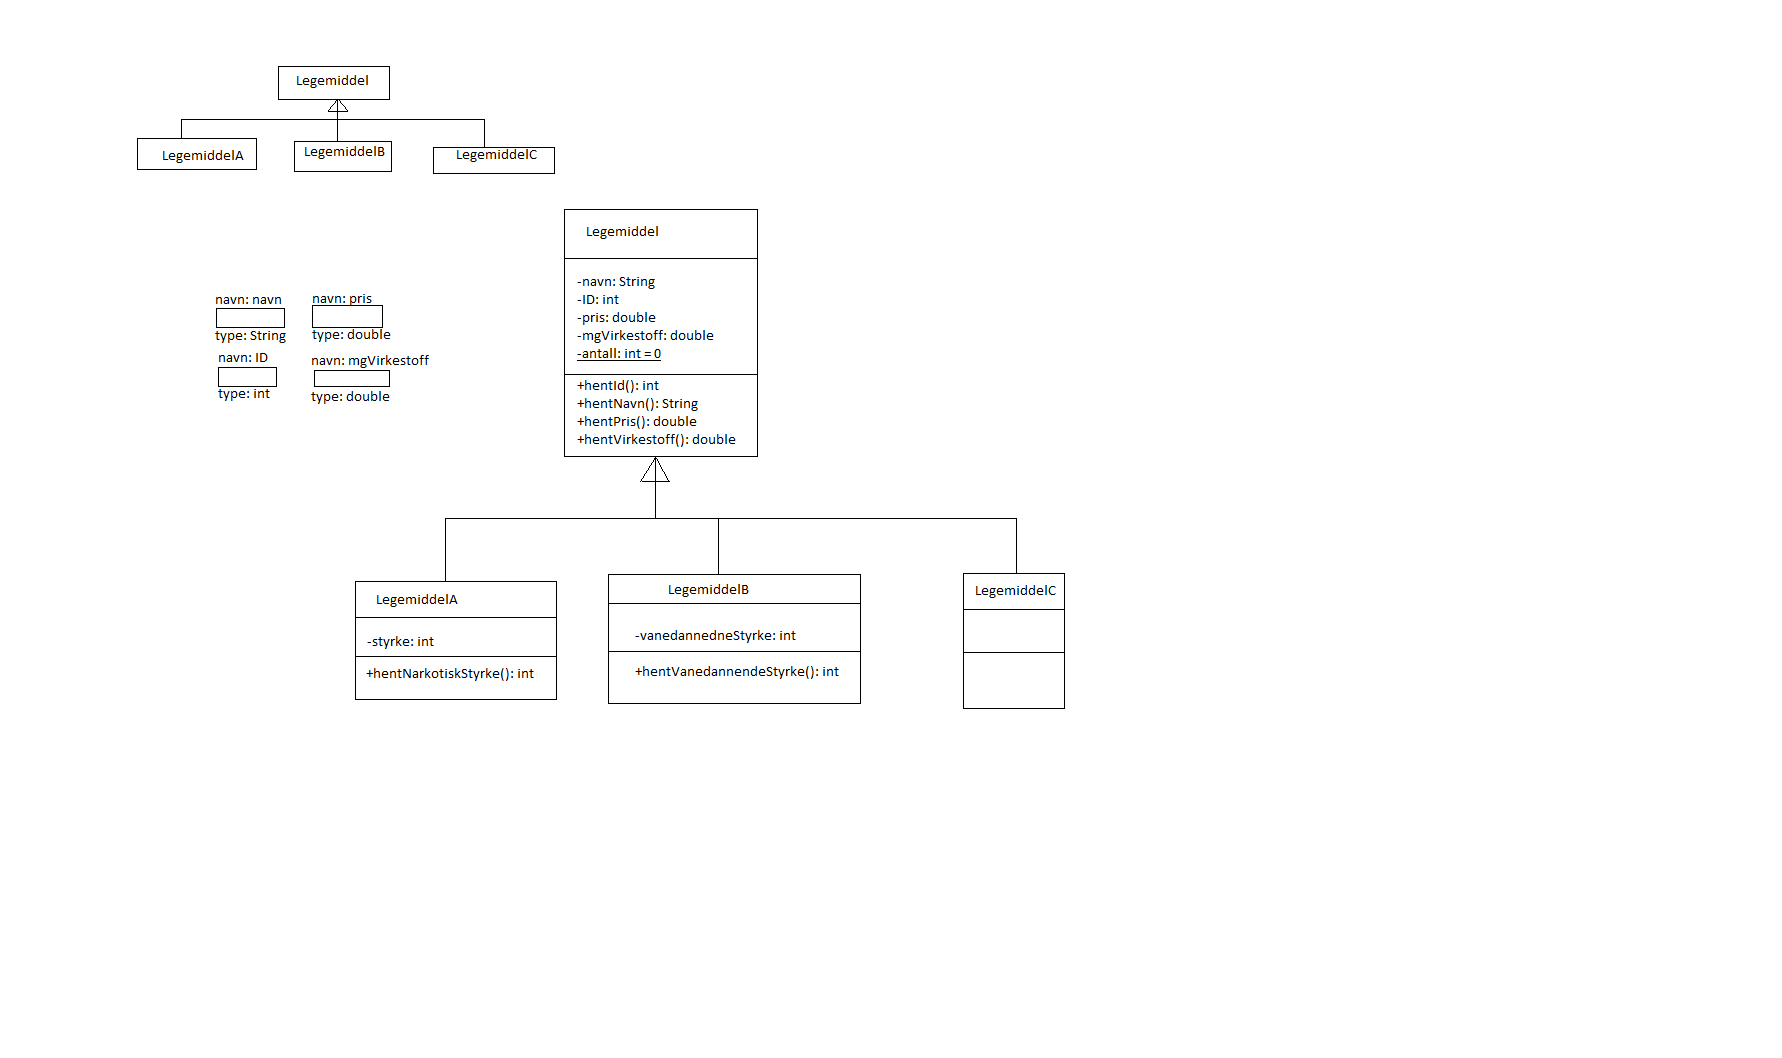 Legemiddel
LegemiddelA
LegemiddelB
LegemiddelC
Legemiddel
-navn: String
-ID: int
-pris: double
-mgVirkestoff: double
-antall: int = 0
+hentId(): int
+hentNavn(): String
+hentPris(): double
+hentVirkestoff(): double
navn: navn
type: String
navn: pris
type: double
navn: ID
type: int
navn: mgVirkestoff
type: double
LegemiddelA
-styrke: int
+hentNarkotiskStyrke(): int
LegemiddelB
-vanedannedneStyrke: int
+hentVanedannendeStyrke(): int
LegemiddelC